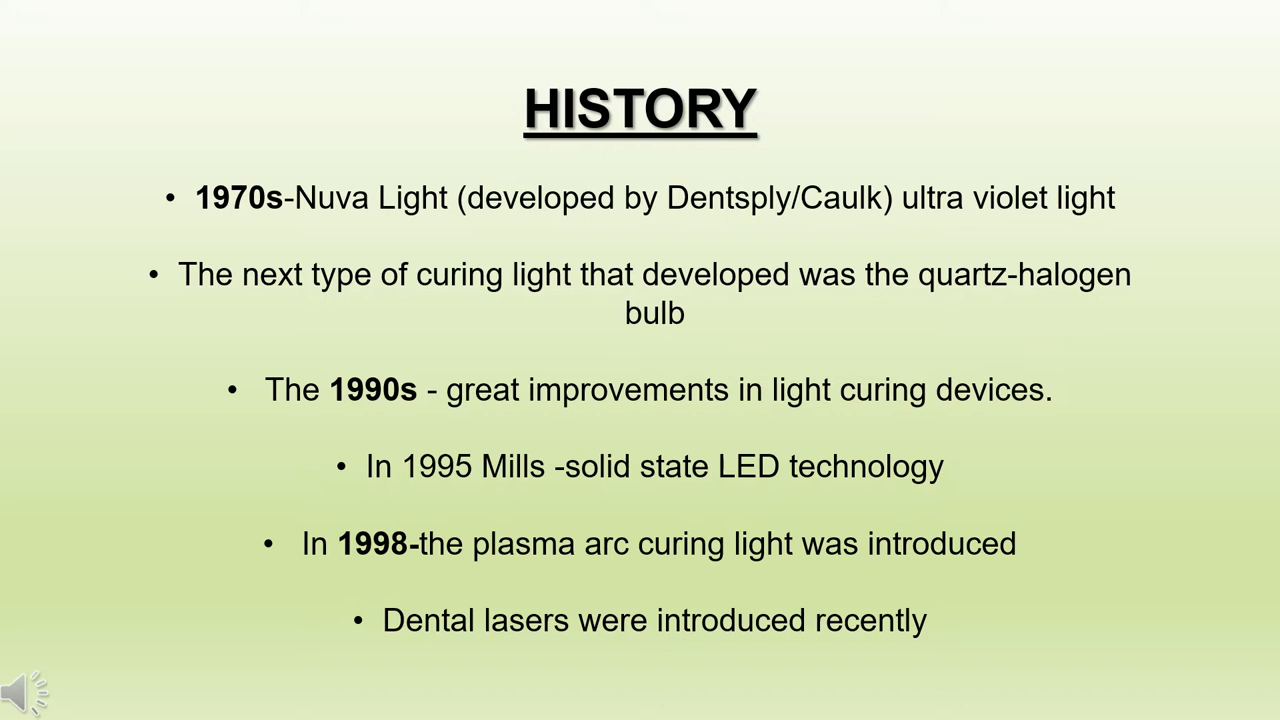 HISTORY
• 1970s-Nuva Light (developed by Dentsply/Caulk) ultra violet light
• The next type of curing light that developed was the quartz-halogen
bulb
• The 1990s - great improvements in light curing devices.
• In 1995 Mills -solid state LED technology
• In 1998-the plasma arc curing light was introduced
• Dental lasers were introduced recently